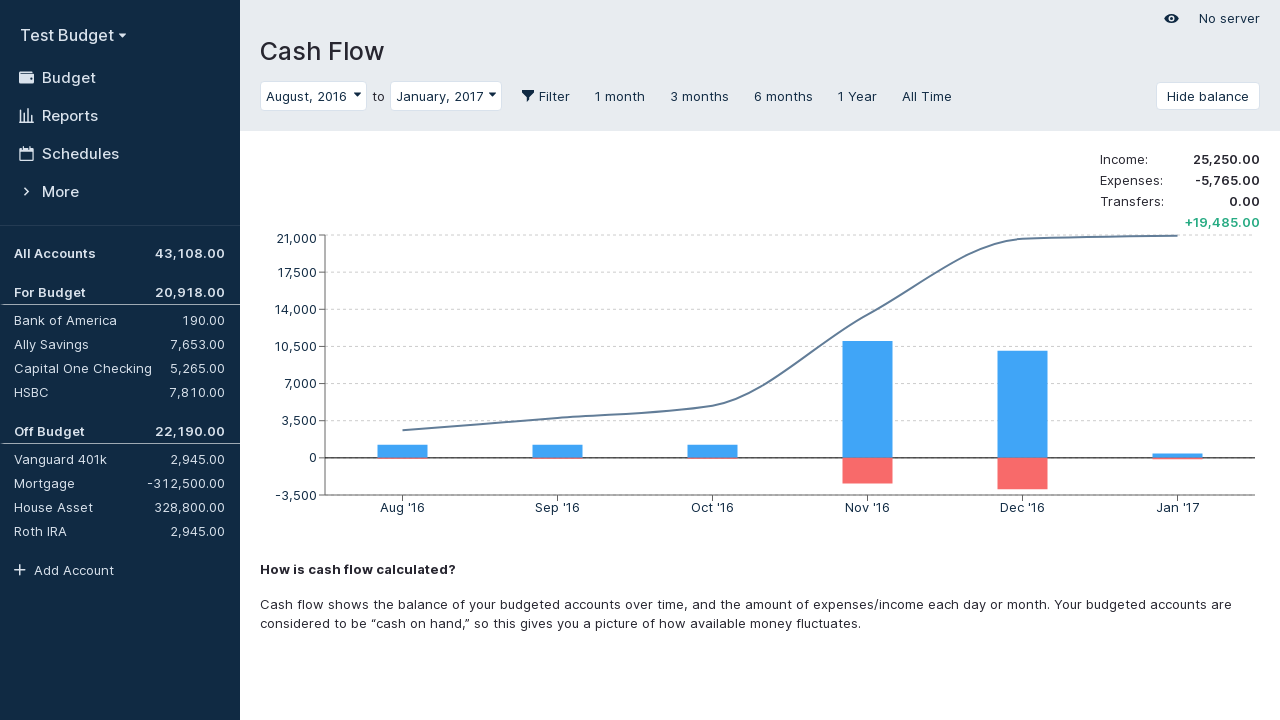 Test Budget
Budget
Reports
Schedules
More
All Accounts 43,108.00
For Budget 20,918.00
Bank of America 190.00
Ally Savings 7,653.00
Capital One Checking 5,265.00
HSBC 7,810.00
Off Budget 22,190.00
Vanguard 401k 2,945.00
Mortgage -312,500.00
House Asset 328,800.00
Roth IRA 2,945.00
Add Account
No server
Cash Flow
August, 2016 to January, 2017 Filter 1 month 3 months 6 months 1 Year All Time Hide balance
Income: 25,250.00
Expenses: -5,765.00
Transfers: 0.00
+19,485.00
21,000
17,500
14,000
10,500
7,000
3,500
0
-3,500
Aug '16 Sep '16 Oct '16 Nov '16 Dec '16 Jan '17
How is cash flow calculated?
Cash flow shows the balance of your budgeted accounts over time, and the amount of expenses/income each day or month. Your budgeted accounts are
considered to be “cash on hand,” so this gives you a picture of how available money fluctuates.